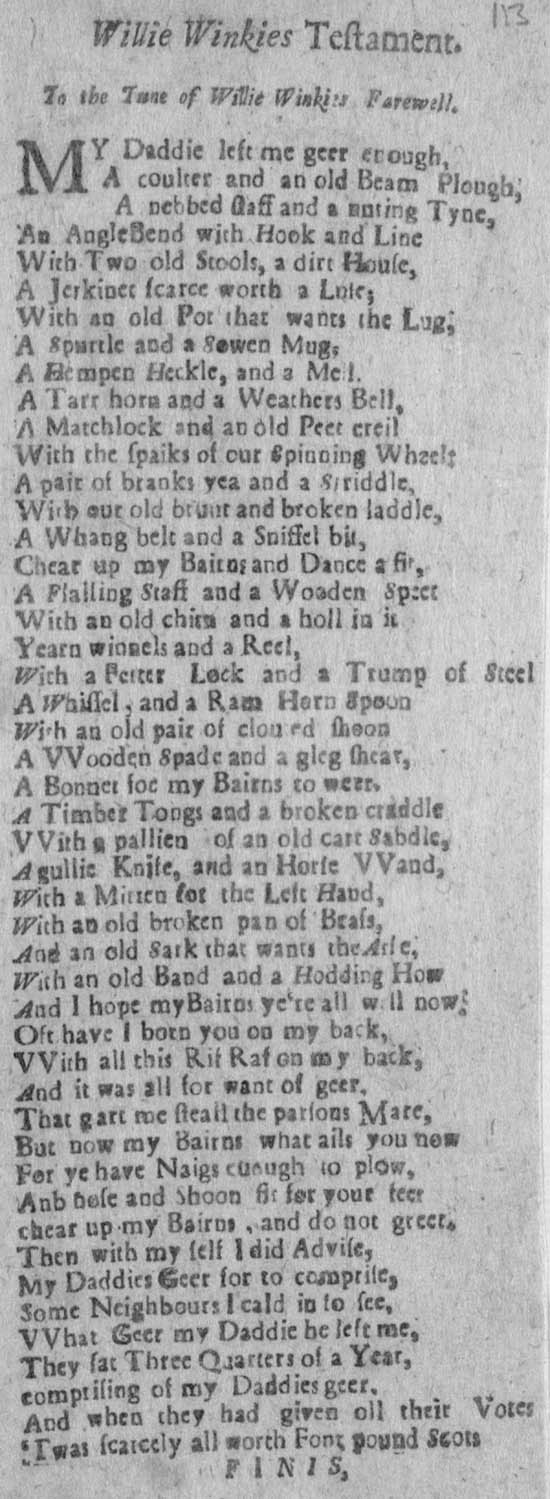 113
Willie Winkies Teſtament.
To the Tune of Willie Winkies Farewell.
MY Daddie left me geer enough,
A coulter and an old Beam Plough,
A nebbed ſtaff and a nuting Tyne,
An AngleBend with Hook and Line
With Two old Stools, a dirt Houſe,
A Jerkinet ſcarce worth a Luſe;
With an old Pot that wants the Lug,
A Spurtle and a Sowen Mug,
A Hempen Heckle, and a Mell.
A Tarr horn and a Weathers Bell,
A Matchlock and an old Peet creil
With the ſpaiks of our Spinning Wheel;
A pair of branks yea and a Sriddle,
With our old brunt and broken laddle,
A Whang belt and a Sniffel bit,
Chear up my Bairns and Dance a fit,
A Flailing Staff and a Wooden Speet
With an old chirn and a holl in it
Yearn winnels and a Reel,
With a Fetter Lock and a Trump of Steel
A Whiſſel, and a Ram Horn Spoon
With an old pair of clouted ſhoon
A VVooden Spade and a gleg ſhear,
A Bonnet foe my Bairns to weer.
A Timber Tongs and a broken craddle
VVith a pallien of an old cart Sabdle,
A gullie Knife, and an Horſe VVand,
With a Mitten for the Left Hand,
With an old broken pan of Braſs,
And an old Sark that wants the Arſe,
With an old Band and a Hodding How
And I hope myBairns ye're all well now;
Oft have I born you on my back,
VVith all this Rif Raf on my back,
And it was all for want of geer.
That gart me ſteall the parſons Mare,
But now my Bairns what ails you now
For ye have Naigs enough to plow,
Anb hoſe and Shoon fit for your feet
chear up my Bairns, and do not greet.
Then with my ſelf I did Adviſe,
My Daddies Geer for to compriſe,
Some Neighbours I cald in to ſee,
VVhat Geer my Daddie he left me,
They ſat Three Quarters of a Year,
compriſing of my Daddies geer.
And when they had given oll their Votes
'Twas ſcarcely all worth Four pound Scots
FINIS,